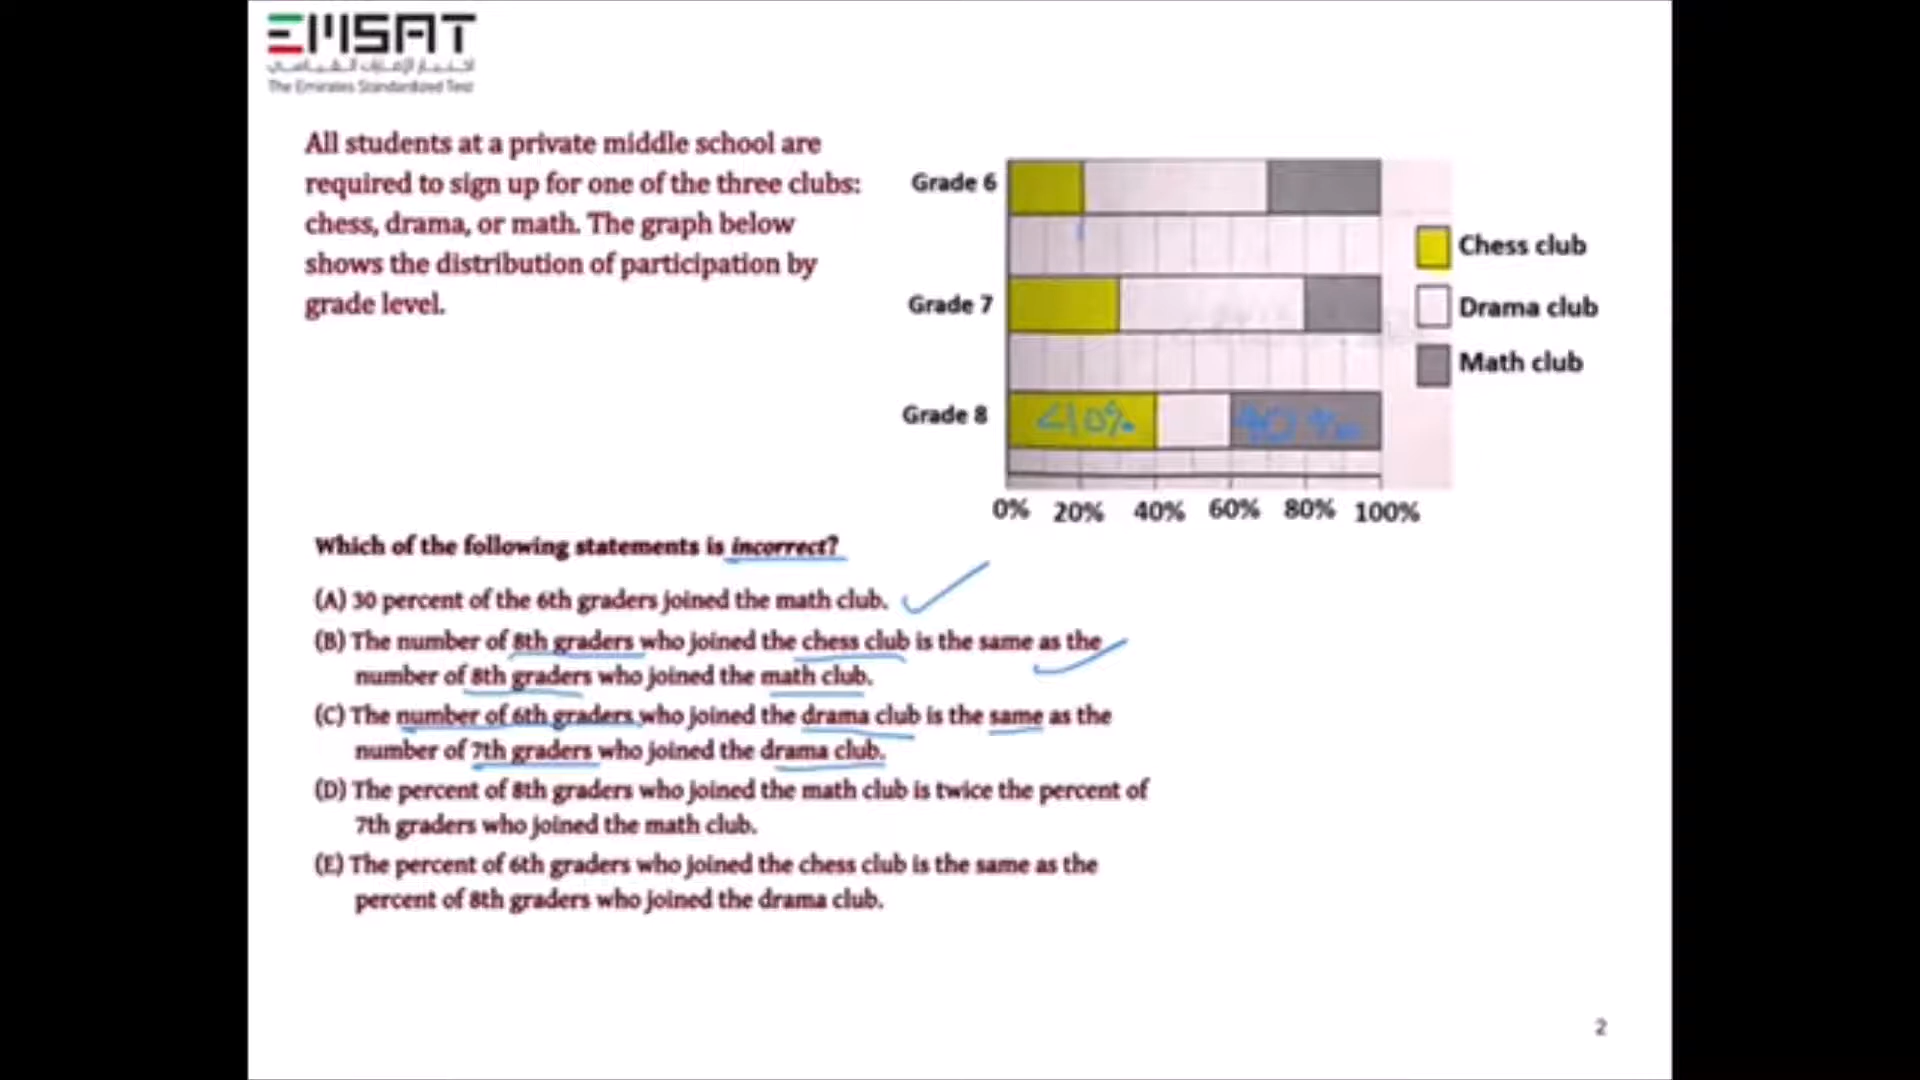 EMSAT
The Emirates Standardized Test
All students at a private middle school are
required to sign up for one of the three clubs:
chess, drama, or math. The graph below
shows the distribution of participation by
grade level.
Grade 6
Grade 7
Grade 8
40%
0% 20% 40% 60% 80% 100%
Chess club
Drama club
Math club
Which of the following statements is incorrect?
(A) 30 percent of the 6th graders joined the math club.
(B) The number of 8th graders who joined the chess club is the same as the
number of 8th graders who joined the math club.
(C) The number of 6th graders who joined the drama club is the same as the
number of 7th graders who joined the drama club.
(D) The percent of 8th graders who joined the math club is twice the percent of
7th graders who joined the math club.
(E) The percent of 6th graders who joined the chess club is the same as the
percent of 8th graders who joined the drama club.
2